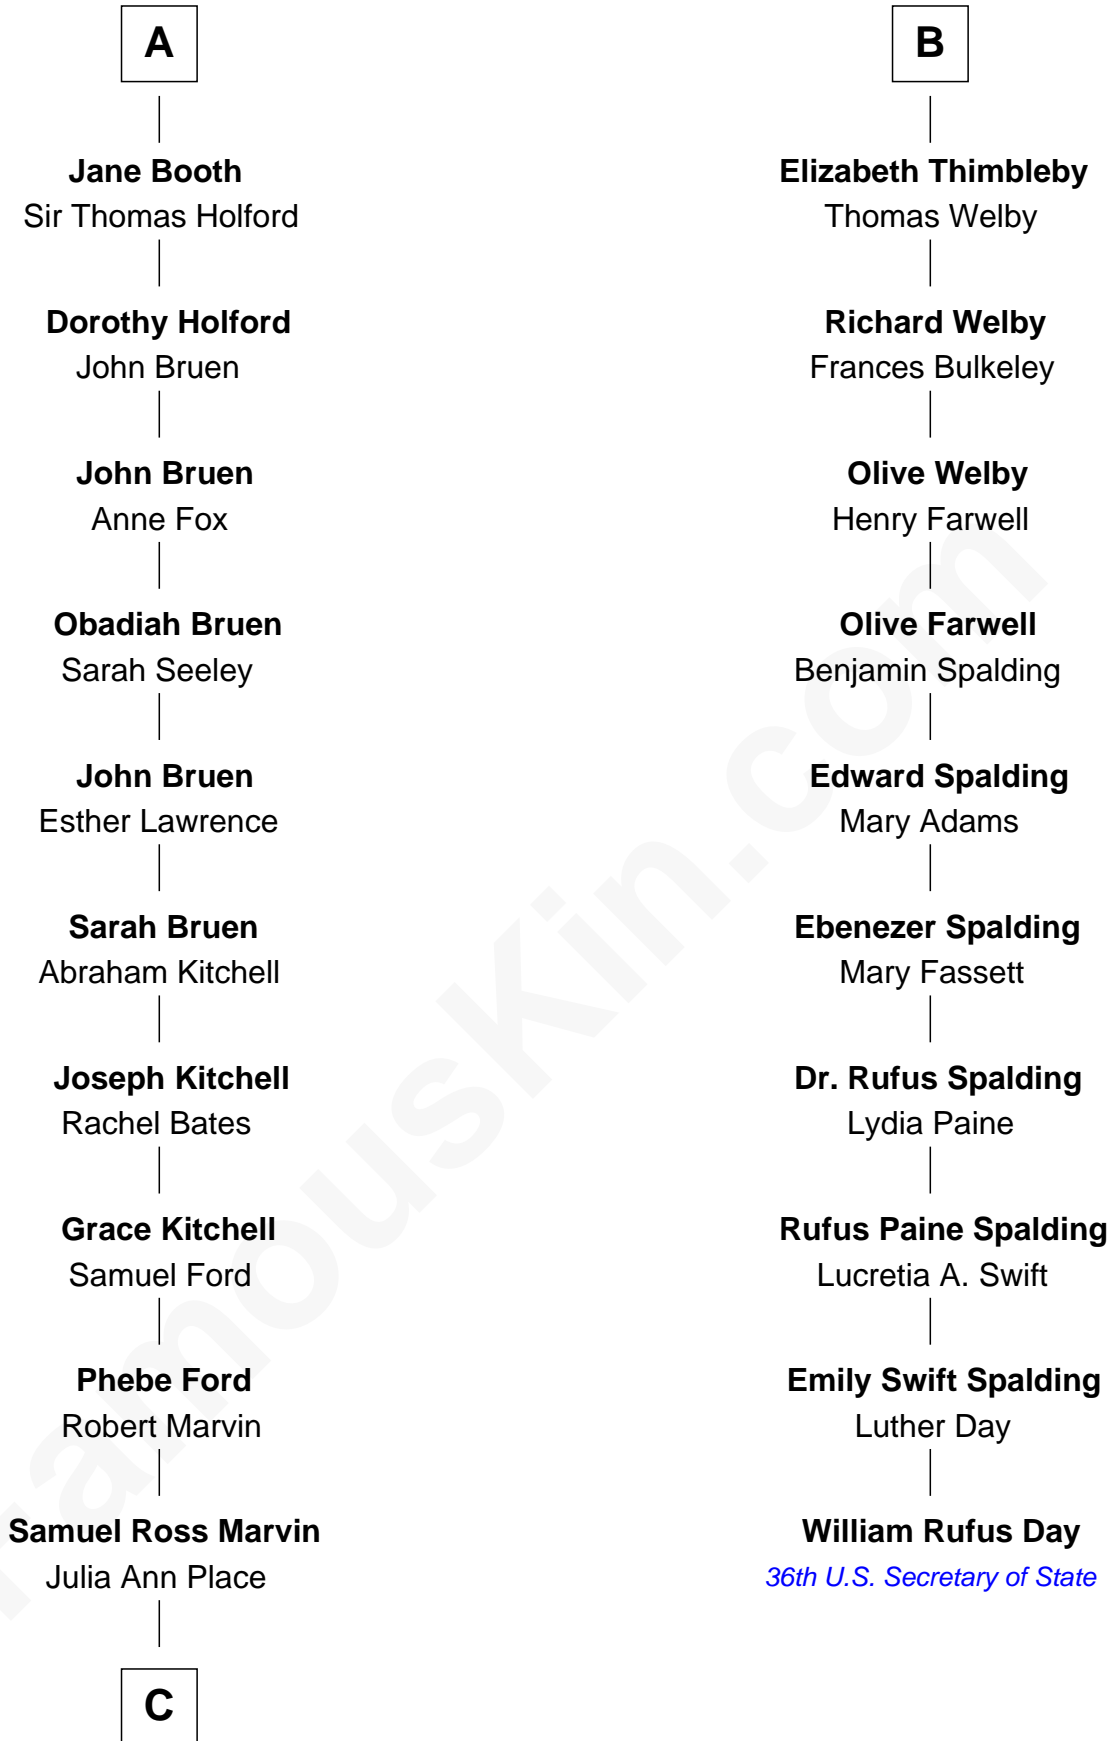 A
Jane Booth
Sir Thomas Holford
Dorothy Holford
John Bruen
John Bruen
Anne Fox
Obadiah Bruen
Sarah Seeley
John Bruen
Esther Lawrence
Sarah Bruen
Abraham Kitchell
Joseph Kitchell
Rachel Bates
Grace Kitchell
Samuel Ford
Phebe Ford
Robert Marvin
Samuel Ross Marvin
Julia Ann Place
C
B
Elizabeth Thimbleby
Thomas Welby
Richard Welby
Frances Bulkeley
Olive Welby
Henry Farwell
Olive Farwell
Benjamin Spalding
Edward Spalding
Mary Adams
Ebenezer Spalding
Mary Fassett
Dr. Rufus Spalding
Lydia Paine
Rufus Paine Spalding
Lucretia A. Swift
Emily Swift Spalding
Luther Day
William Rufus Day
36th U.S. Secretary of State
FamousKin.com